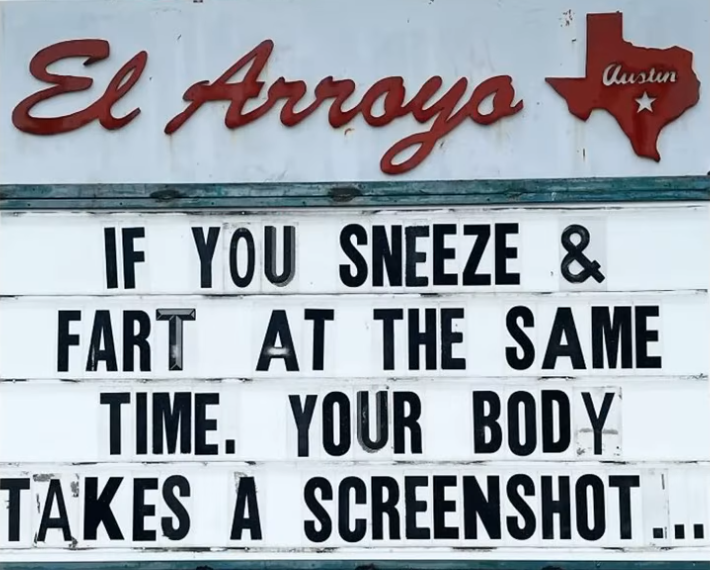 El Arroyo
Austin
IF YOU SNEEZE &
FART AT THE SAME
TIME. YOUR BODY
TAKES A SCREENSHOT...